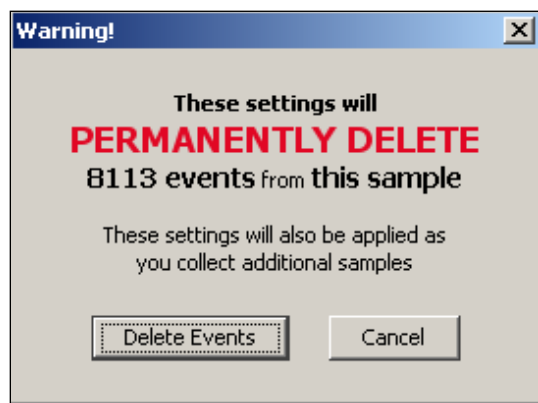 Warning!
These settings will
PERMANENTLY DELETE
8113 events from this sample
These settings will also be applied as
you collect additional samples
Delete Events
Cancel